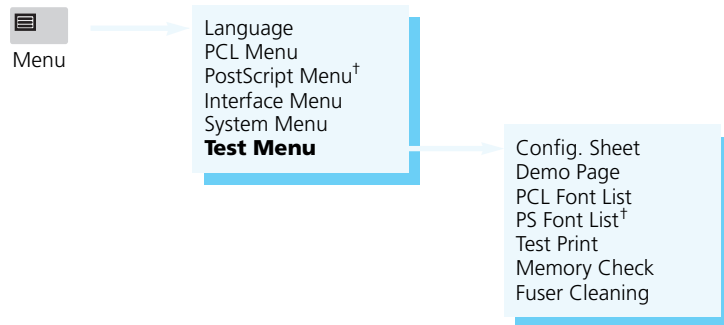 Menu
Language
PCL Menu
PostScript Menu†
Interface Menu
System Menu
Test Menu
Config. Sheet
Demo Page
PCL Font List
PS Font List†
Test Print
Memory Check
Fuser Cleaning